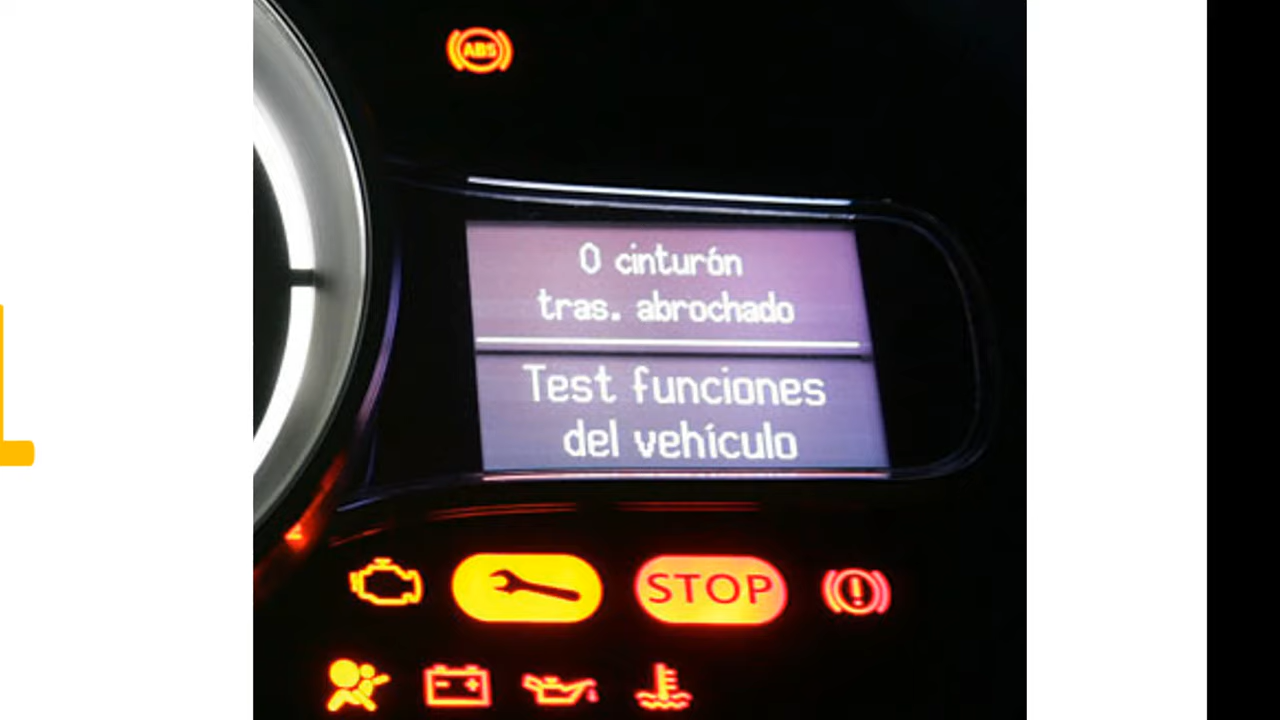 ABS
0 cinturón
tras. abrochado
Test funciones
del vehículo
STOP